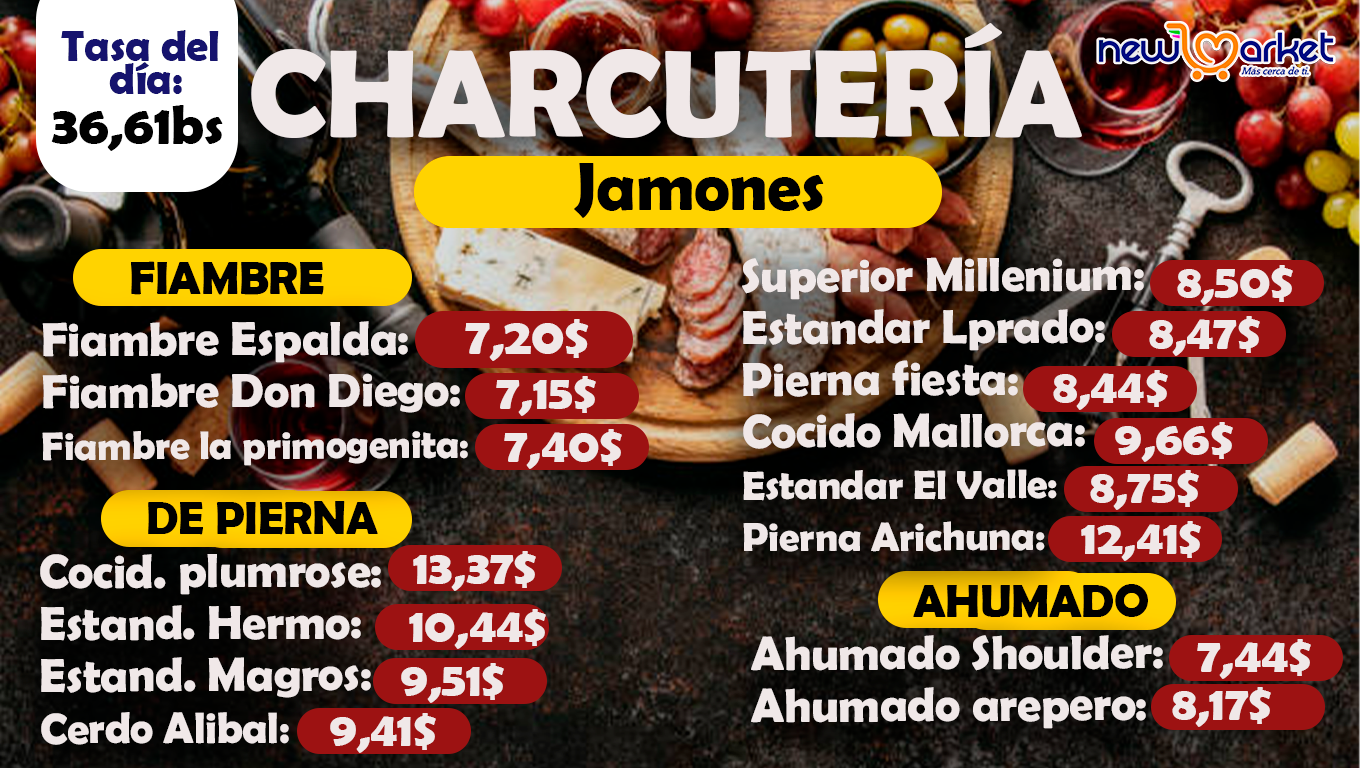 Tasa del
día:
36,61bs
CHARCUTERÍA
new market
Más cerca de ti.
Jamones
FIAMBRE
Fiambre Espalda: 7,20$
Fiambre Don Diego: 7,15$
Fiambre la primogenita: 7,40$
DE PIERNA
Cocid. plumrose: 13,37$
Estand. Hermo: 10,44$
Estand. Magros: 9,51$
Cerdo Alibal: 9,41$
Superior Millenium: 8,50$
Estandar Lprado: 8,47$
Pierna fiesta: 8,44$
Cocido Mallorca: 9,66$
Estandar El Valle: 8,75$
Pierna Arichuna: 12,41$
AHUMADO
Ahumado Shoulder: 7,44$
Ahumado arepero: 8,17$